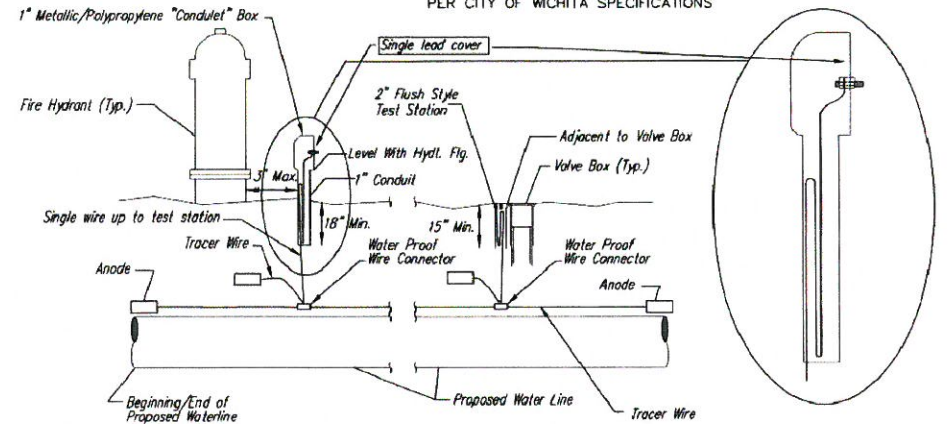 PER CITY OF WICHITA SPECIFICATIONS
1" Metallic/Polypropylene "Condulet" Box
Single lead cover
2" Flush Style
Test Station
Fire Hydrant (Typ.)
Adjacent to Valve Box
Level With Hydt. Flg.
Valve Box (Typ.)
3" Max.
1" Conduit
Single wire up to test station
18" Min.
15" Min.
Tracer Wire
Water Proof
Wire Connector
Water Proof
Wire Connector
Anode
Anode
Beginning/End of
Proposed Waterline
Proposed Water Line
Tracer Wire